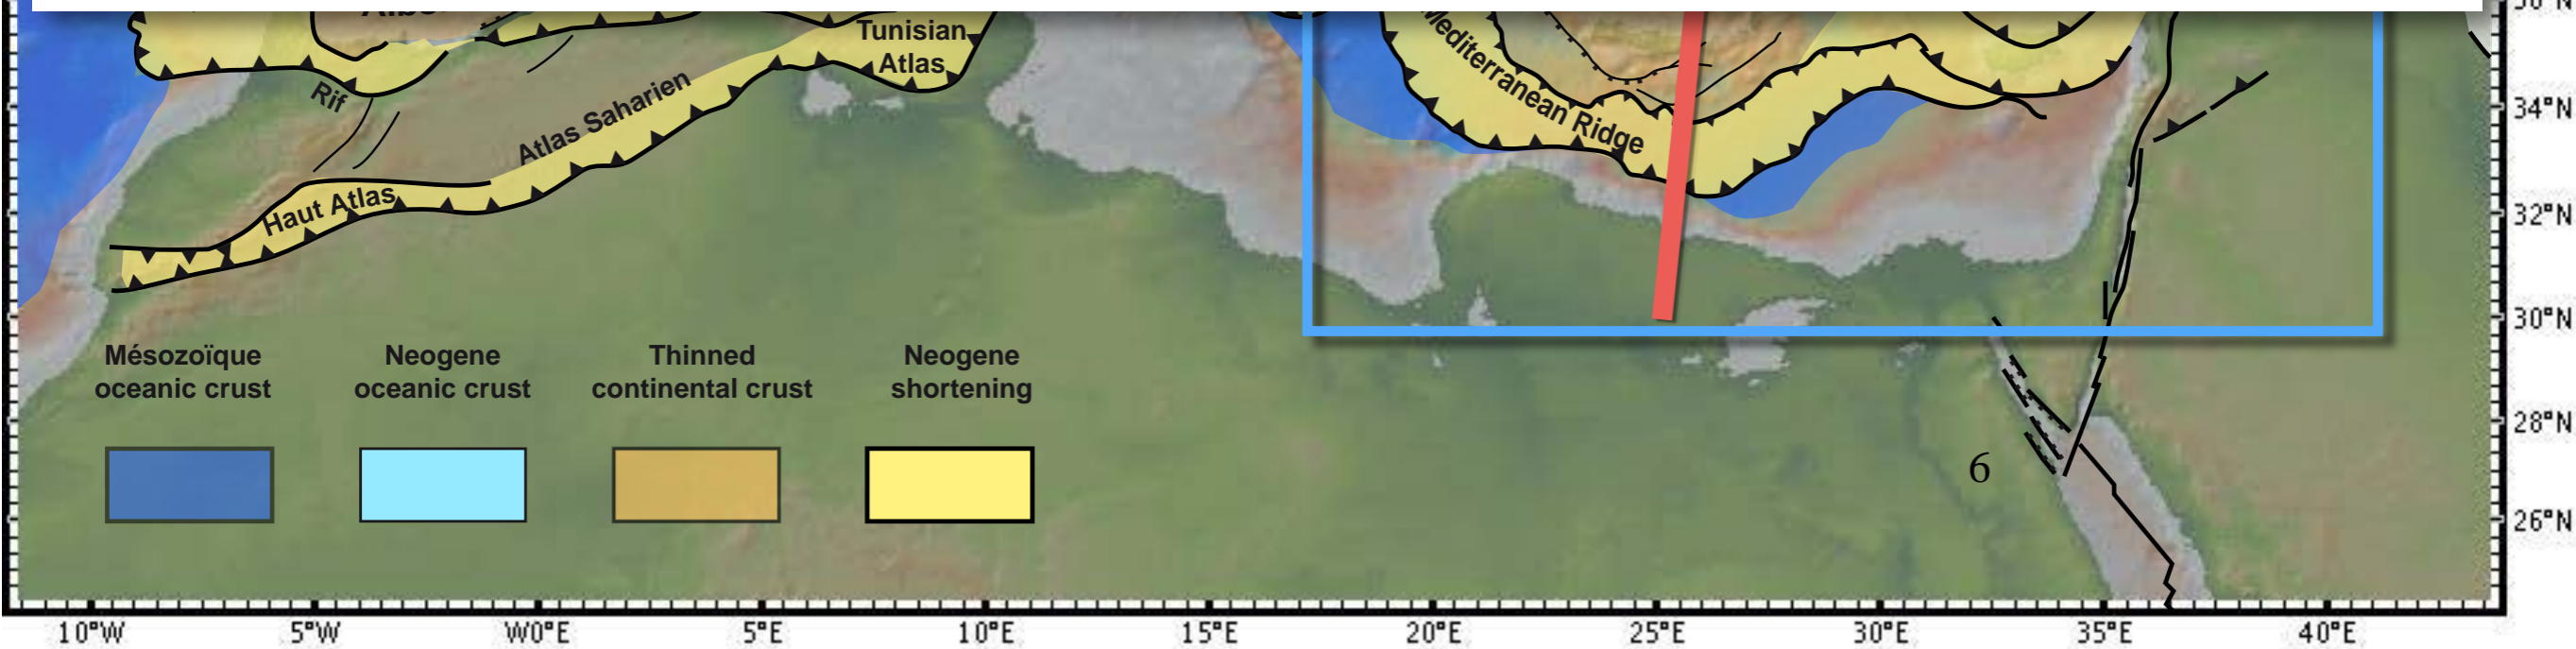 Tunisian
Atlas
Rif
Atlas Saharien
Haut Atlas
Mediterranean Ridge
34°N
32°N
30°N
28°N
26°N
Mésozoïque
oceanic crust
Neogene
oceanic crust
Thinned
continental crust
Neogene
shortening
6
10°W
5°W
W0°E
5°E
10°E
15°E
20°E
25°E
30°E
35°E
40°E